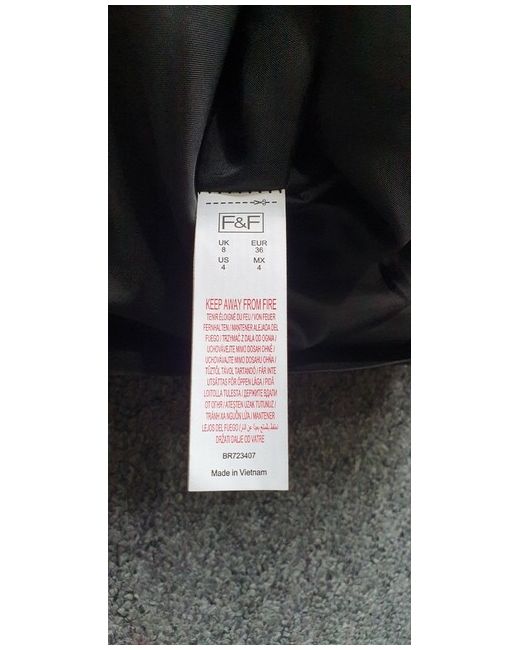 F&F
UK EUR
8 36
US MX
4 4
KEEP AWAY FROM FIRE
TENIR ÉLOIGNÉ DU FEU / VON FEUER
FERNHALTEN / MANTENER ALEJADA DEL
FUEGO / TRZYMAĆ Z DALA OD OGNIA /
UCHOVÁVEJTE MIMO DOSAH OHNĚ /
UCHOVÁVAJTE MIMO DOSAHU OHŇA /
TŰZTŐL TÁVOL TARTANDÓ / FÅR INTE
UTSÄTTAS FÖR ÖPPEN LÅGA / PIDÄ
LOITOLLA TULESTA / ДЕРЖИТЕ ВДАЛИ
ОТ ОГНЯ / ATEŞTEN UZAK TUTUNUZ /
TRÁNH XA NGUỒN LỬA / MANTENER
LEJOS DEL FUEGO /
DRŽATI DALJE OD VATRE
BR723407
Made in Vietnam